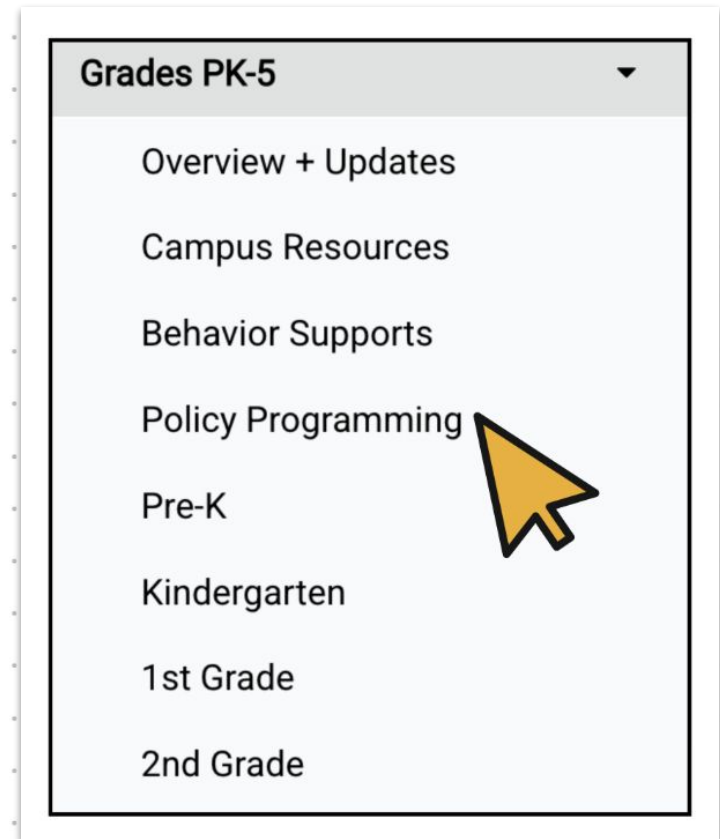 Grades PK-5
Overview + Updates
Campus Resources
Behavior Supports
Policy Programming
Pre-K
Kindergarten
1st Grade
2nd Grade